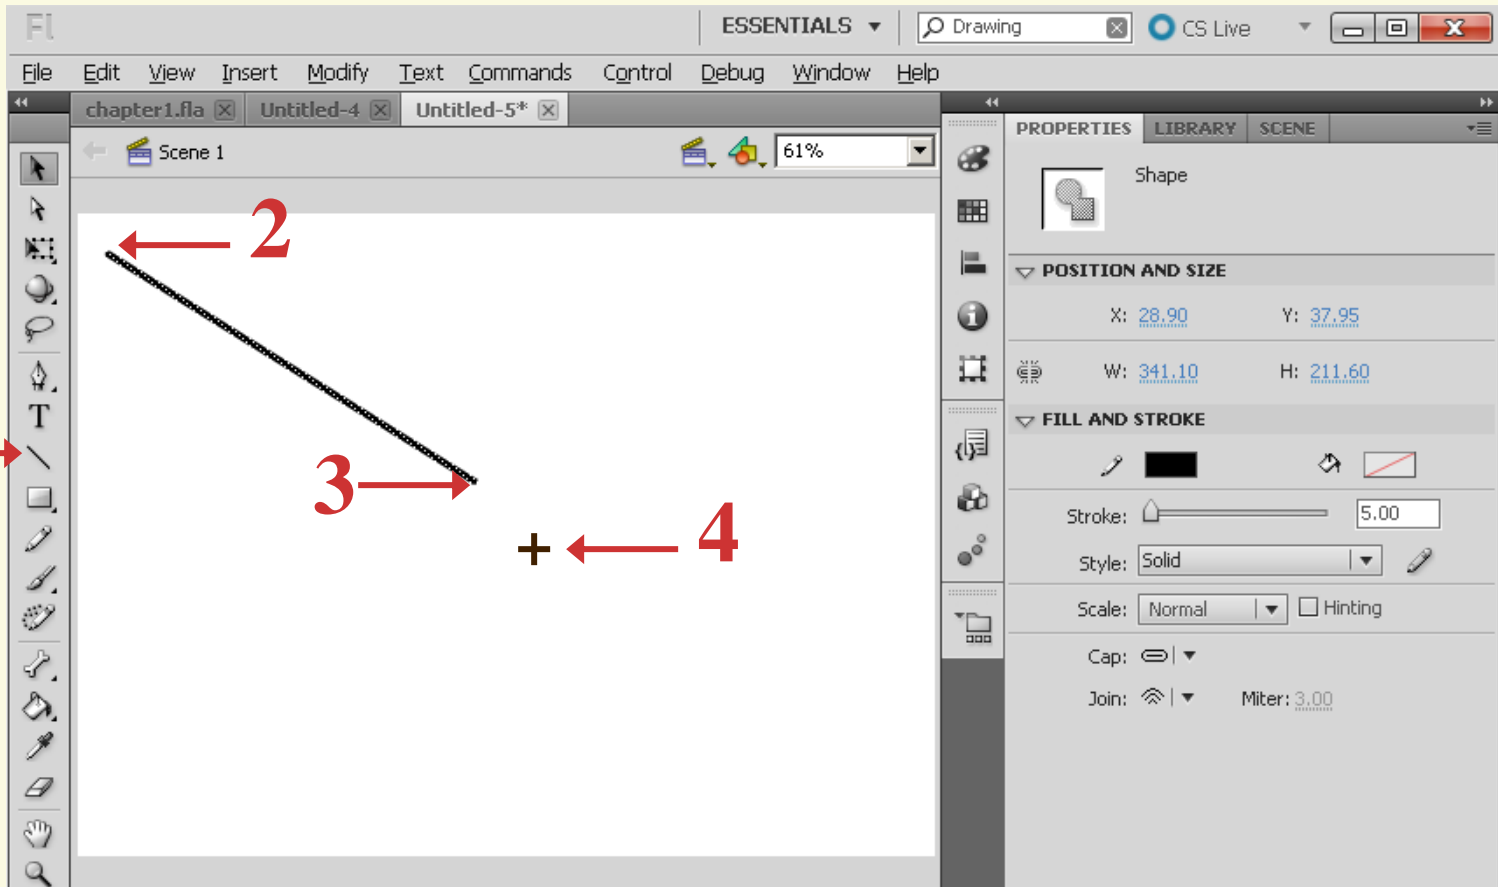 Fl
ESSENTIALS
Drawing
CS Live
File Edit View Insert Modify Text Commands Control Debug Window Help
chapter1.fla Untitled-4 Untitled-5*
PROPERTIES LIBRARY SCENE
Scene 1
61%
Shape
2
POSITION AND SIZE
X: 28.90 Y: 37.95
W: 341.10 H: 211.60
T
FILL AND STROKE
3
4
Stroke: 5.00
Style: Solid
Scale: Normal Hinting
Cap:
Join: Miter: 3.00